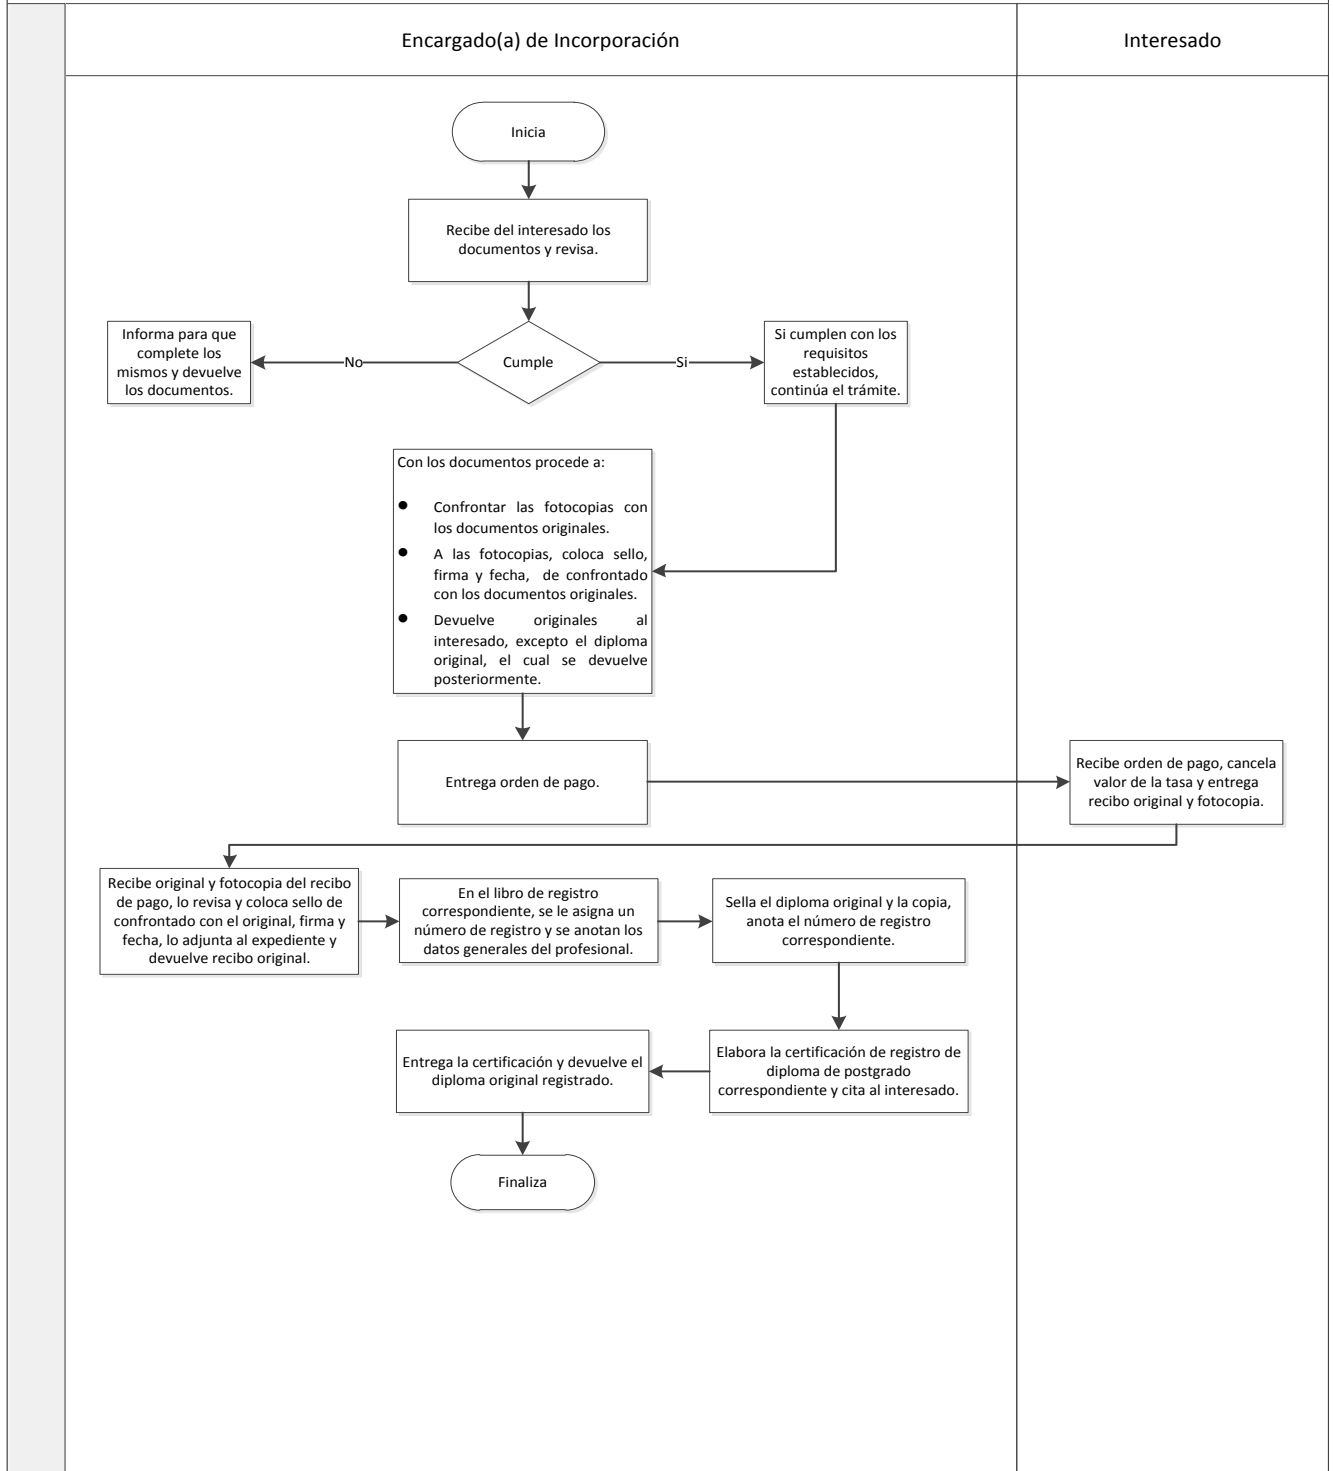 Encargado(a) de Incorporación
Interesado
Inicia
Recibe del interesado los
documentos y revisa.
Informa para que
complete los
mismos y devuelve
los documentos.
No
Cumple
Si
Si cumplen con los
requisitos
establecidos,
continúa el trámite.
Con los documentos procede a:
● Confrontar las fotocopias con
los documentos originales.
● A las fotocopias, coloca sello,
firma y fecha, de confrontado
con los documentos originales.
● Devuelve originales al
interesado, excepto el diploma
original, el cual se devuelve
posteriormente.
Entrega orden de pago.
Recibe orden de pago, cancela
valor de la tasa y entrega
recibo original y fotocopia.
Recibe original y fotocopia del recibo
de pago, lo revisa y coloca sello de
confrontado con el original, firma y
fecha, lo adjunta al expediente y
devuelve recibo original.
En el libro de registro
correspondiente, se le asigna un
número de registro y se anotan los
datos generales del profesional.
Sella el diploma original y la copia,
anota el número de registro
correspondiente.
Elabora la certificación de registro de
diploma de postgrado
correspondiente y cita al interesado.
Entrega la certificación y devuelve el
diploma original registrado.
Finaliza